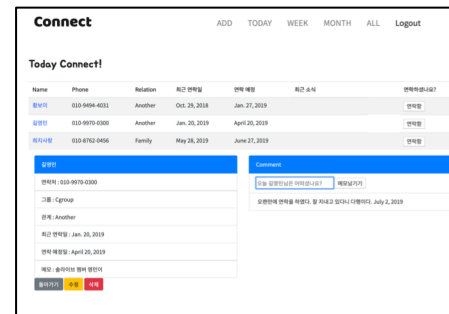 Connect
ADD TODAY WEEK MONTH ALL Logout
Today Connect!
Name Phone Relation 최근 연락일 연락 예정 최근 소식 연락하셨나요?
황보미 010-9494-4031 Another Oct. 29, 2018 Jan. 27, 2019 연락함
길영인 010-9970-0300 Another Jan. 20, 2019 April 20, 2019 연락함
최지사랑 010-8762-0456 Family May 28, 2019 June 27, 2019 연락함
길영인
연락처 : 010-9970-0300
그룹 : Cgroup
관계 : Another
최근 연락일 : Jan. 20, 2019
연락 예정일 : April 20, 2019
메모 : 솔라이브 멤버 영인이
돌아가기 수정 삭제
Comment
오늘 길영인님은 어떠셨나요? 메모남기기
오랜만에 연락을 하였다. 잘 지내고 있다니 다행이다. July 2, 2019